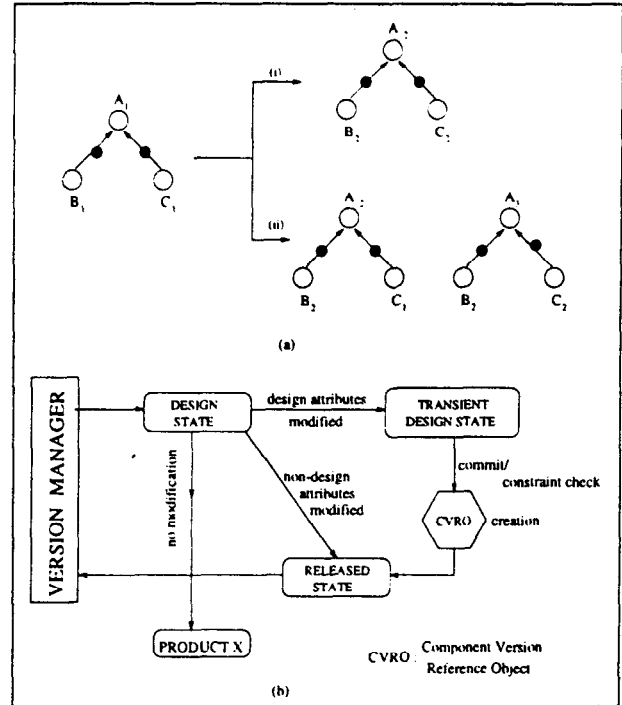 A₂
(i)
A₁
B₂
C₂
B₁
C₁
A₂
A₃
(ii)
B₂
C₁
B₂
C₂
(a)
VERSION MANAGER
DESIGN
STATE
design attributes
modified
TRANSIENT
DESIGN STATE
no modification
non-design
attributes
modified
commit/
constraint check
CVRO
creation
RELEASED
STATE
PRODUCT X
CVRO : Component Version
Reference Object
(b)